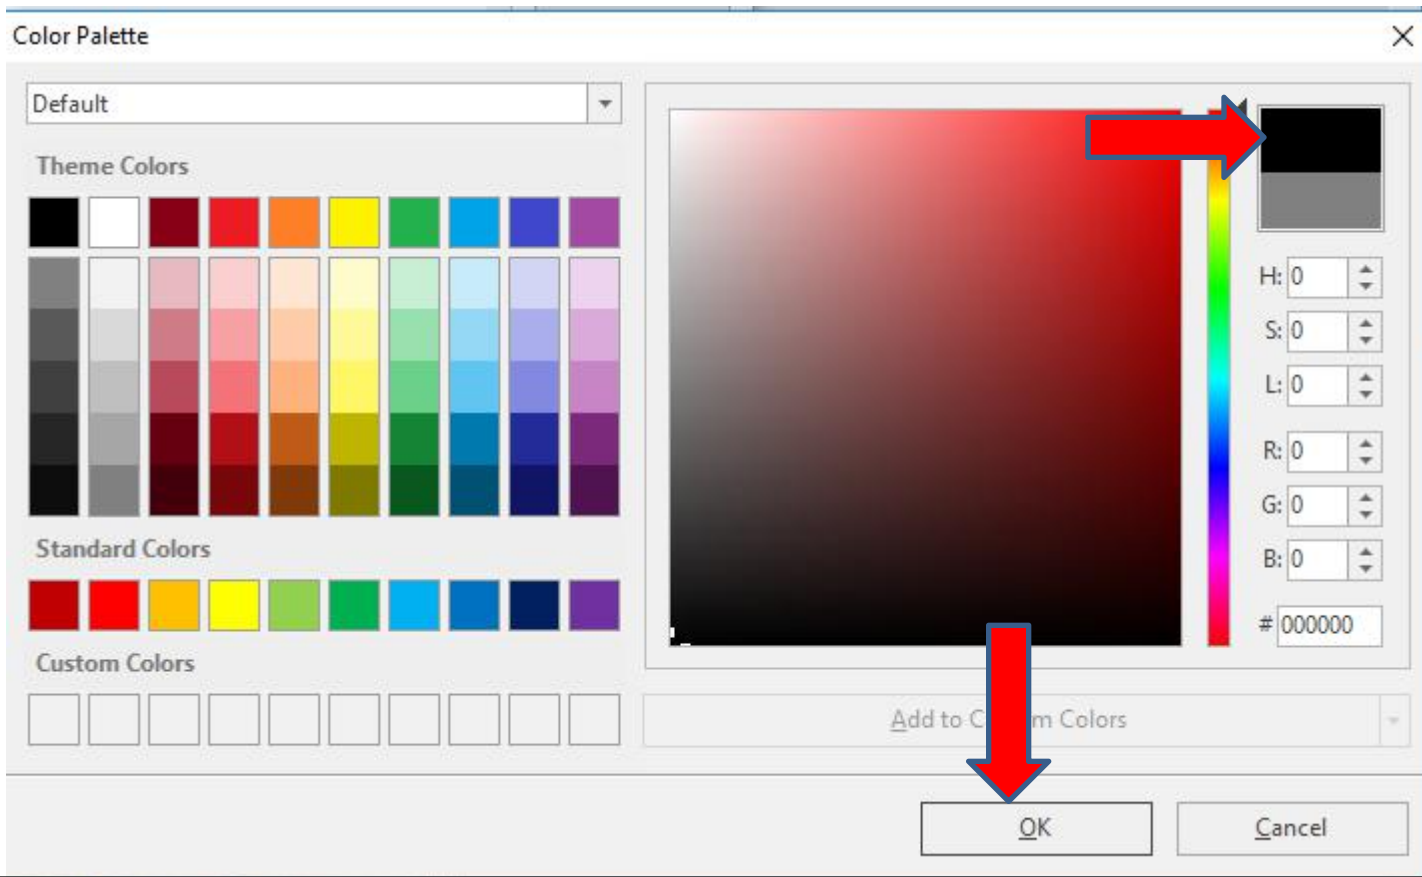 Color Palette
Default
Theme Colors
Standard Colors
Custom Colors
H: 0
S: 0
L: 0
R: 0
G: 0
B: 0
# 000000
Add to C m Colors
OK
Cancel